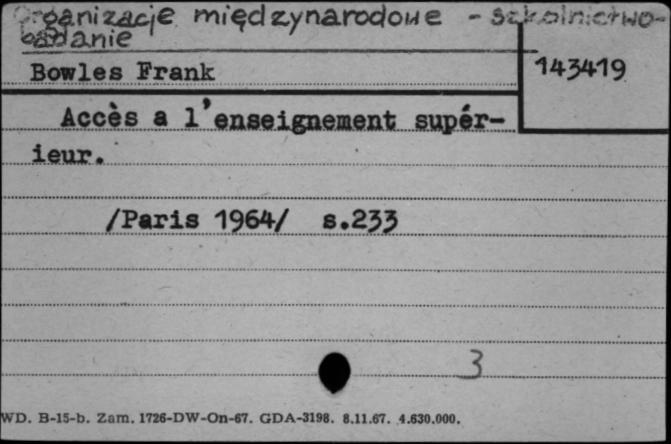 Organizacje międzynarodowe - szkolnictwo-
badanie
Bowles Frank
143419
Accès a l'enseignement supér-
ieur.
/Paris 1964/ s.233
3
WD. B-15-b. Zam. 1726-DW-On-67. GDA-3198. 8.11.67. 4.630.000.